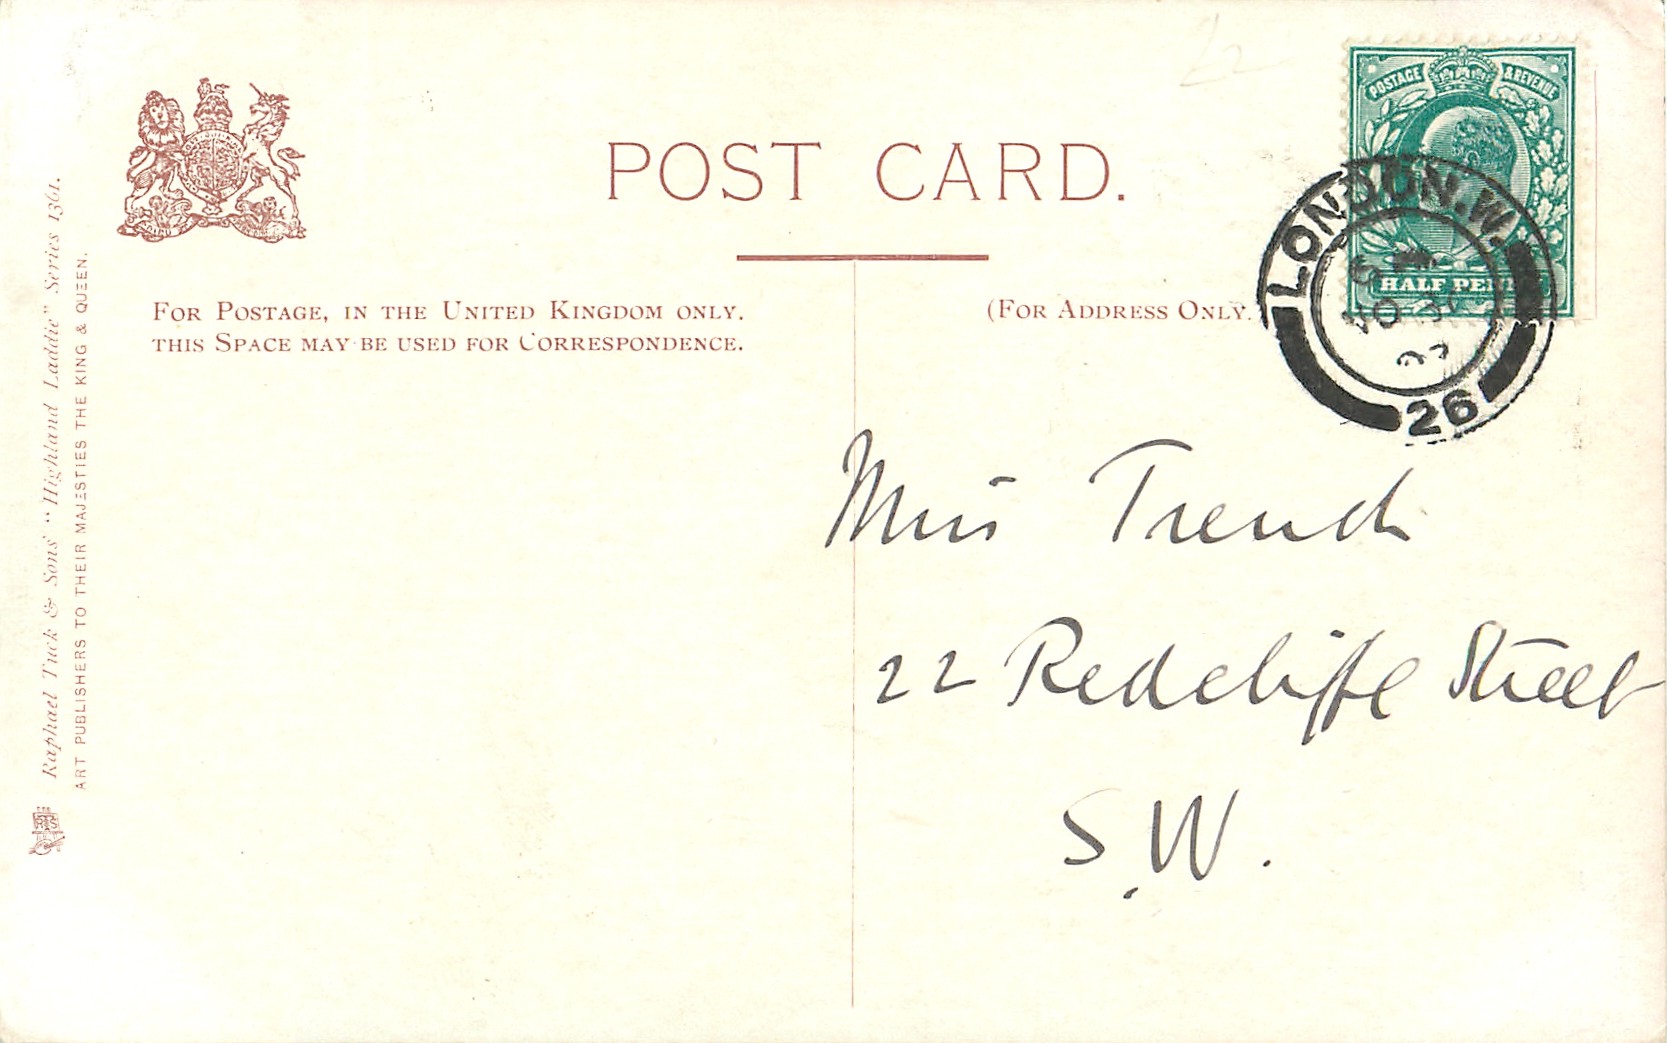 POST CARD.
FOR POSTAGE, IN THE UNITED KINGDOM ONLY.
THIS SPACE MAY BE USED FOR CORRESPONDENCE.
(FOR ADDRESS ONLY.
POSTAGE & REVENUE
HALF PENNY
LONDON.W.
26
Miss Trench
22 Redcliffe Street
S.W.
Raphael Tuck & Sons' "Highland Laddie" Series 1361.
ART PUBLISHERS TO THEIR MAJESTIES THE KING & QUEEN.